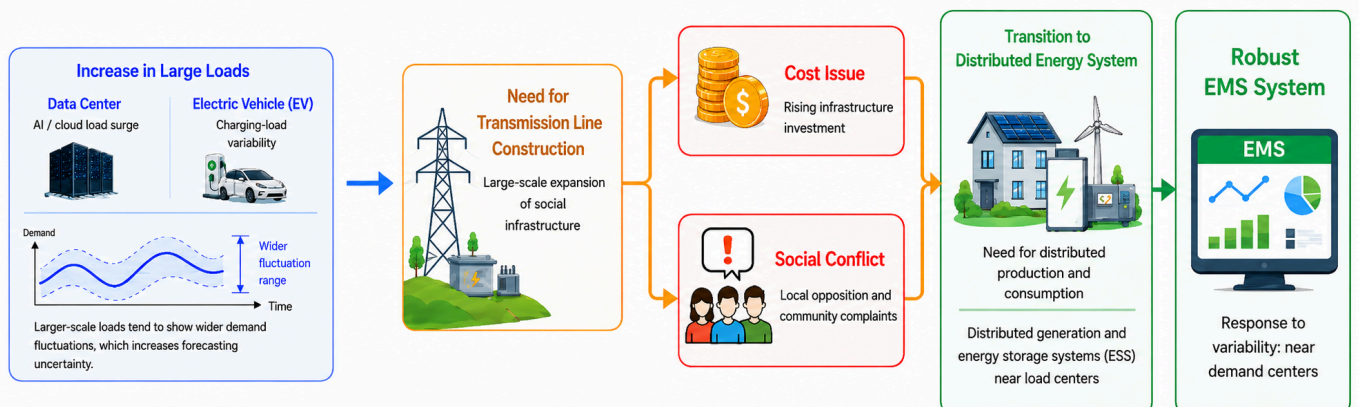 Increase in Large Loads
Data Center
AI / cloud load surge
Electric Vehicle (EV)
Charging-load
variability
Demand
Wider
fluctuation
range
Time
Larger-scale loads tend to show wider demand
fluctuations, which increases forecasting
uncertainty.
Need for
Transmission Line
Construction
Large-scale expansion
of social
infrastructure
$
Cost Issue
Rising infrastructure
investment
!
Social Conflict
Local opposition and
community complaints
Transition to
Distributed Energy System
Need for distributed
production and
consumption
Distributed generation and
energy storage systems (ESS)
near load centers
Robust
EMS System
EMS
Response to
variability: near
demand centers